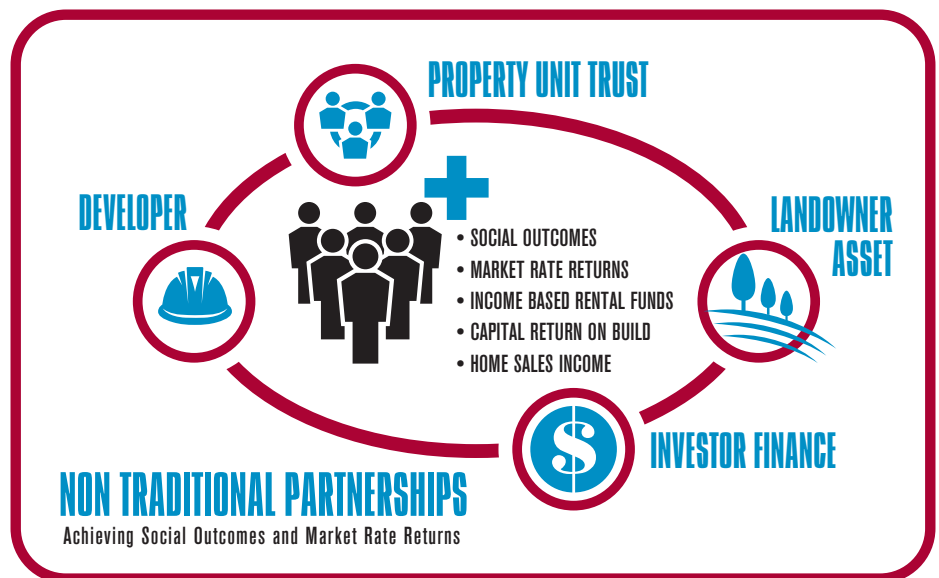 PROPERTY UNIT TRUST
DEVELOPER
LANDOWNER
ASSET
• SOCIAL OUTCOMES
• MARKET RATE RETURNS
• INCOME BASED RENTAL FUNDS
• CAPITAL RETURN ON BUILD
• HOME SALES INCOME
$
INVESTOR FINANCE
NON TRADITIONAL PARTNERSHIPS
Achieving Social Outcomes and Market Rate Returns